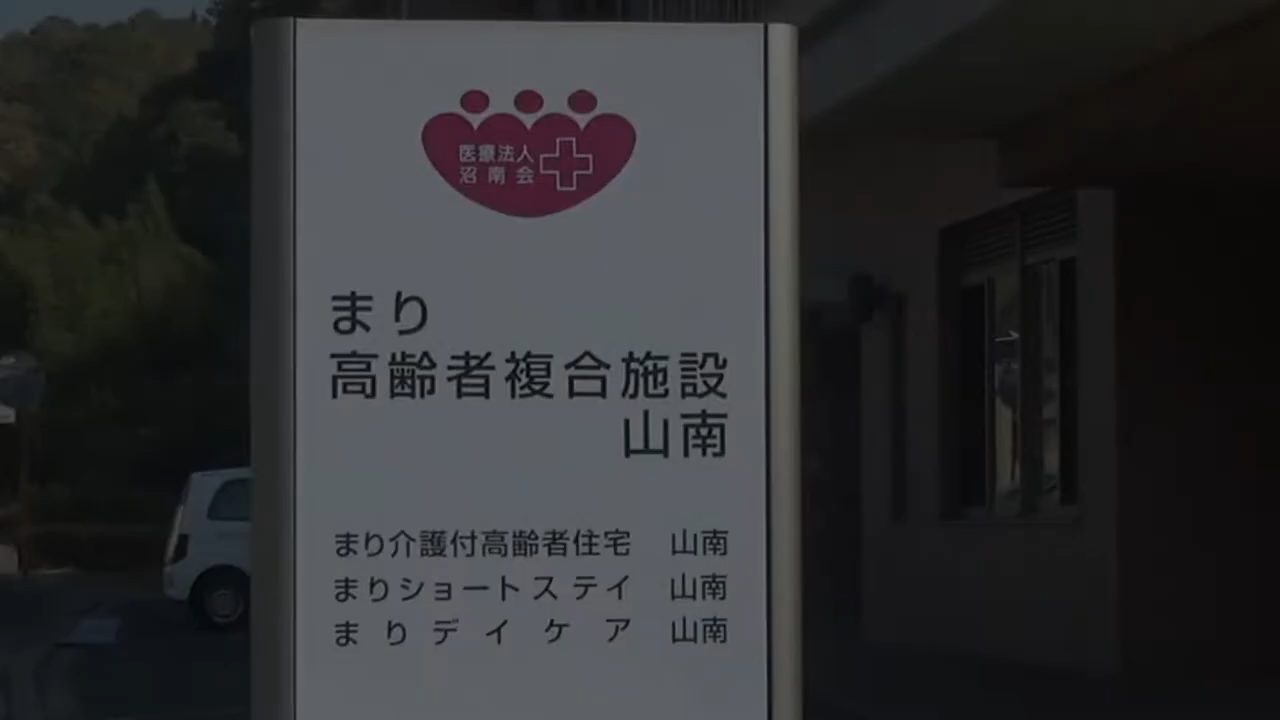 医療法人
沼南会
まり
高齢者複合施設
山南
まり介護付高齢者住宅 山南
まりショートステイ 山南
まりデイケア 山南